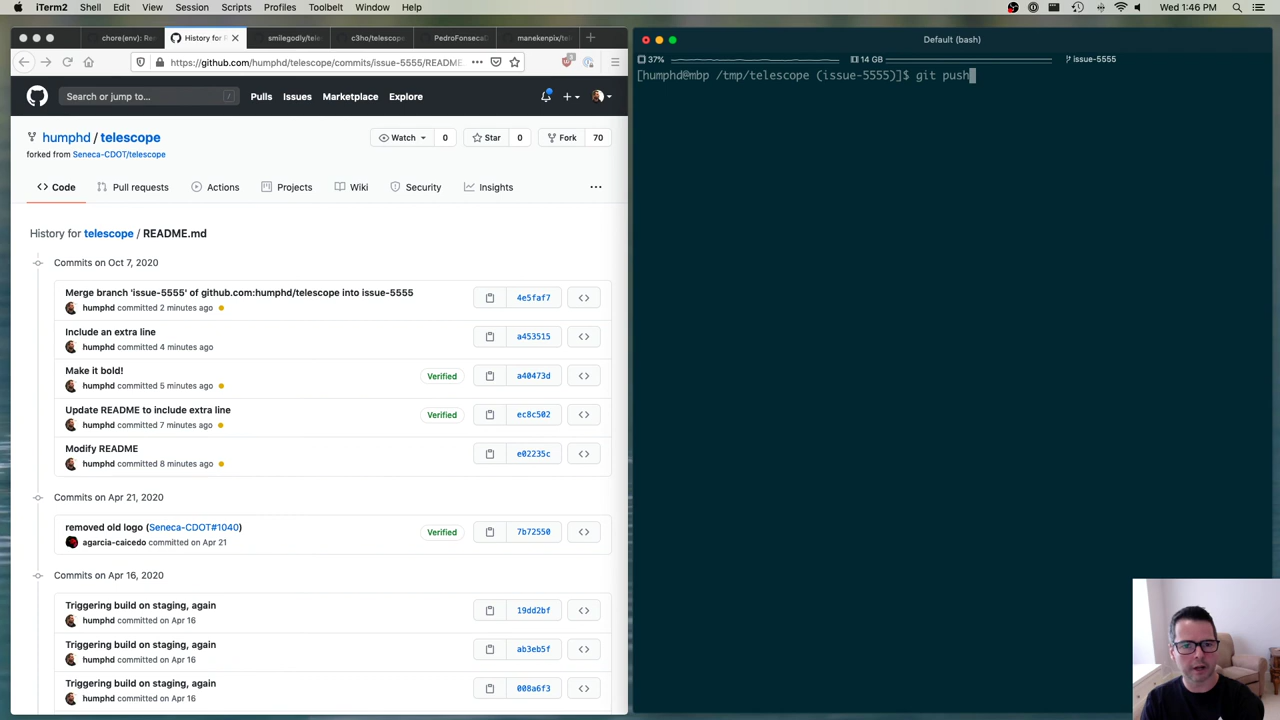 iTerm2 Shell Edit View Session Scripts Profiles Toolbelt Window Help 1:46 PM
chore(env): Re History for R smilegodly/tele c3ho/telescope PedroFonsecaD manekenpix/te
https://github.com/humphd/telescope/commits/issue-5555/README
Search or jump to... / Pulls Issues Marketplace Explore
humphd / telescope Watch 0 Star 0 Fork 70
forked from Seneca-CDOT/telescope
Code Pull requests Actions Projects Wiki Security Insights
History for telescope / README.md
Commits on Oct 7, 2020
Merge branch 'issue-5555' of github.com:humphd/telescope into issue-5555 4e5faf7
humphd committed 2 minutes ago
Include an extra line a453515
humphd committed 4 minutes ago
Make it bold! Verified a40473d
humphd committed 5 minutes ago
Update README to include extra line Verified ec8c502
humphd committed 7 minutes ago
Modify README e02235c
humphd committed 8 minutes ago
Commits on Apr 21, 2020
removed old logo (Seneca-CDOT#1040) Verified 7b72550
agarcia-caicedo committed on Apr 21
Commits on Apr 16, 2020
Triggering build on staging, again 19dd2bf
humphd committed on Apr 16
Triggering build on staging, again ab3eb5f
humphd committed on Apr 16
Triggering build on staging, again 008a6f3
humphd committed on Apr 16
Default (bash)
37% 14 GB issue-5555
[humphd@mbp /tmp/telescope (issue-5555)]$ git push